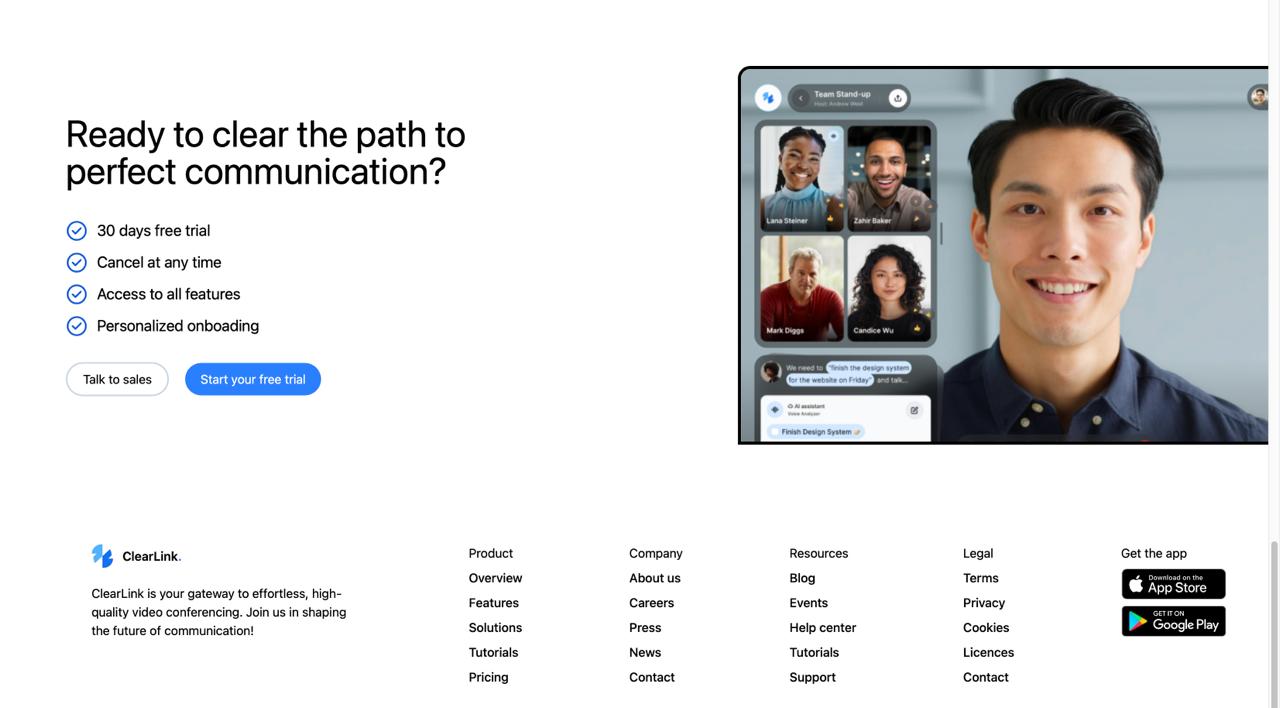 Ready to clear the path to
perfect communication?
30 days free trial
Cancel at any time
Access to all features
Personalized onboading
Talk to sales
Start your free trial
Team Stand-up
Host: Andrew West
Lana Steiner
Zahir Baker
Mark Diggs
Candice Wu
We need to "finish the design system
for the website on Friday" and talk...
AI assistant
Voice Analyzer
Finish Design System
ClearLink.
ClearLink is your gateway to effortless, high-
quality video conferencing. Join us in shaping
the future of communication!
Product
Overview
Features
Solutions
Tutorials
Pricing
Company
About us
Careers
Press
News
Contact
Resources
Blog
Events
Help center
Tutorials
Support
Legal
Terms
Privacy
Cookies
Licences
Contact
Get the app
Download on the
App Store
GET IT ON
Google Play